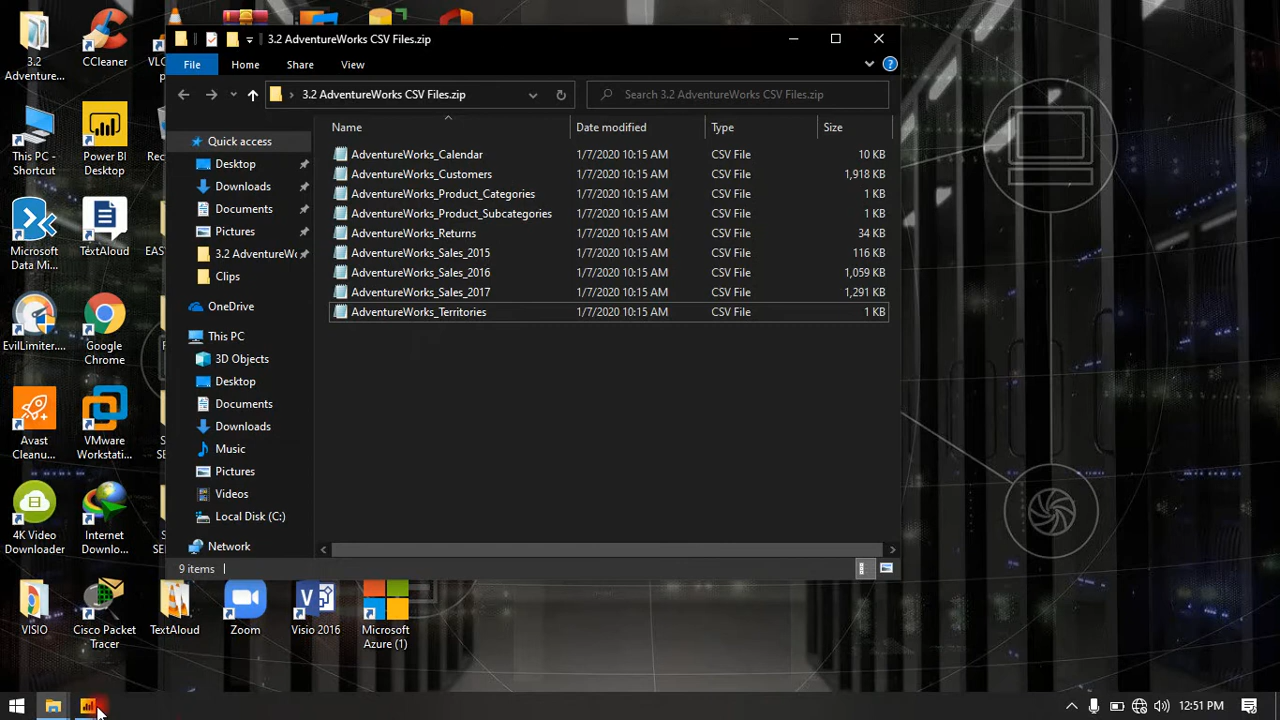 3.2 AdventureWorks CSV Files.zip
File
Home
Share
View
3.2 AdventureWorks CSV Files.zip
Search 3.2 AdventureWorks CSV Files.zip
Name
Date modified
Type
Size
Quick access
Desktop
Downloads
Documents
Pictures
3.2 AdventureWo
Clips
OneDrive
This PC
3D Objects
Desktop
Documents
Downloads
Music
Pictures
Videos
Local Disk (C:)
Network
AdventureWorks_Calendar 1/7/2020 10:15 AM CSV File 10 KB
AdventureWorks_Customers 1/7/2020 10:15 AM CSV File 1,918 KB
AdventureWorks_Product_Categories 1/7/2020 10:15 AM CSV File 1 KB
AdventureWorks_Product_Subcategories 1/7/2020 10:15 AM CSV File 1 KB
AdventureWorks_Returns 1/7/2020 10:15 AM CSV File 34 KB
AdventureWorks_Sales_2015 1/7/2020 10:15 AM CSV File 116 KB
AdventureWorks_Sales_2016 1/7/2020 10:15 AM CSV File 1,059 KB
AdventureWorks_Sales_2017 1/7/2020 10:15 AM CSV File 1,291 KB
AdventureWorks_Territories 1/7/2020 10:15 AM CSV File 1 KB
9 items
3.2
Adventure...
CCleaner
This PC -
Shortcut
Power BI
Desktop
Microsoft
Data Mi...
TextAloud
EvilLimiter....
Google
Chrome
Avast
Cleanu...
VMware
Workstati...
4K Video
Downloader
Internet
Downlo...
VISIO
Cisco Packet
Tracer
TextAloud
Zoom
Visio 2016
Microsoft
Azure (1)
12:51 PM